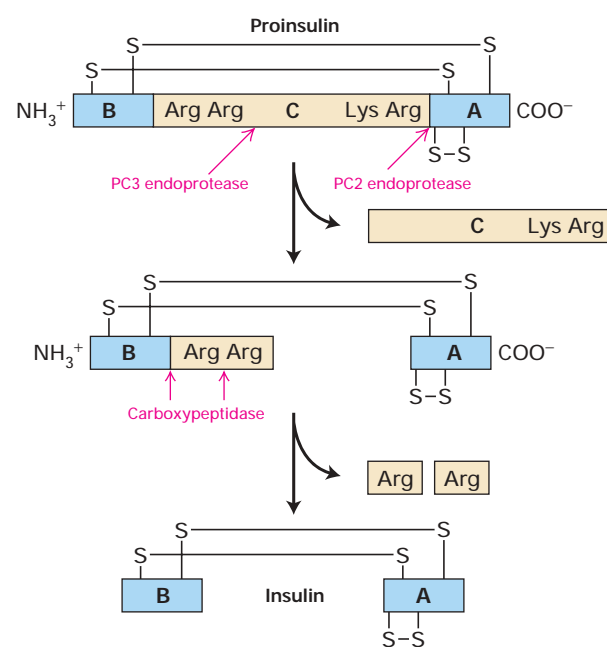 Proinsulin
S S
S S
NH₃⁺ B Arg Arg C Lys Arg A COO⁻
S–S
PC3 endoprotease PC2 endoprotease
C Lys Arg
S S
S S
NH₃⁺ B Arg Arg A COO⁻
S–S
Carboxypeptidase
Arg Arg
S S
S S
B Insulin A
S–S